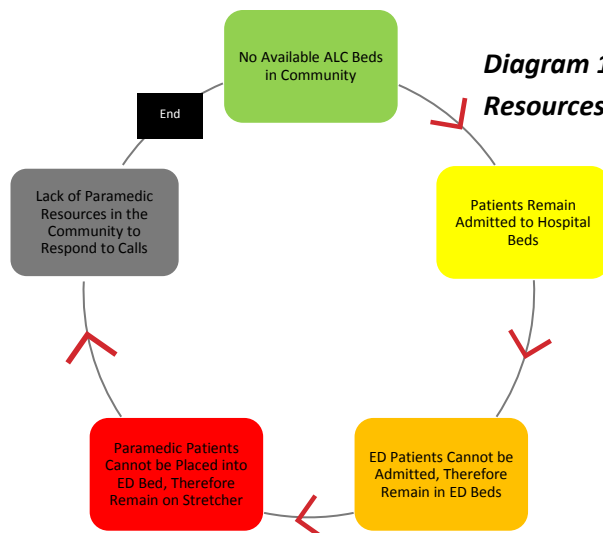 No Available ALC Beds
in Community
Diagram 1
Resources
End
Lack of Paramedic
Resources in the
Community to
Respond to Calls
Patients Remain
Admitted to Hospital
Beds
Paramedic Patients
Cannot be Placed into
ED Bed, Therefore
Remain on Stretcher
ED Patients Cannot be
Admitted, Therefore
Remain in ED Beds